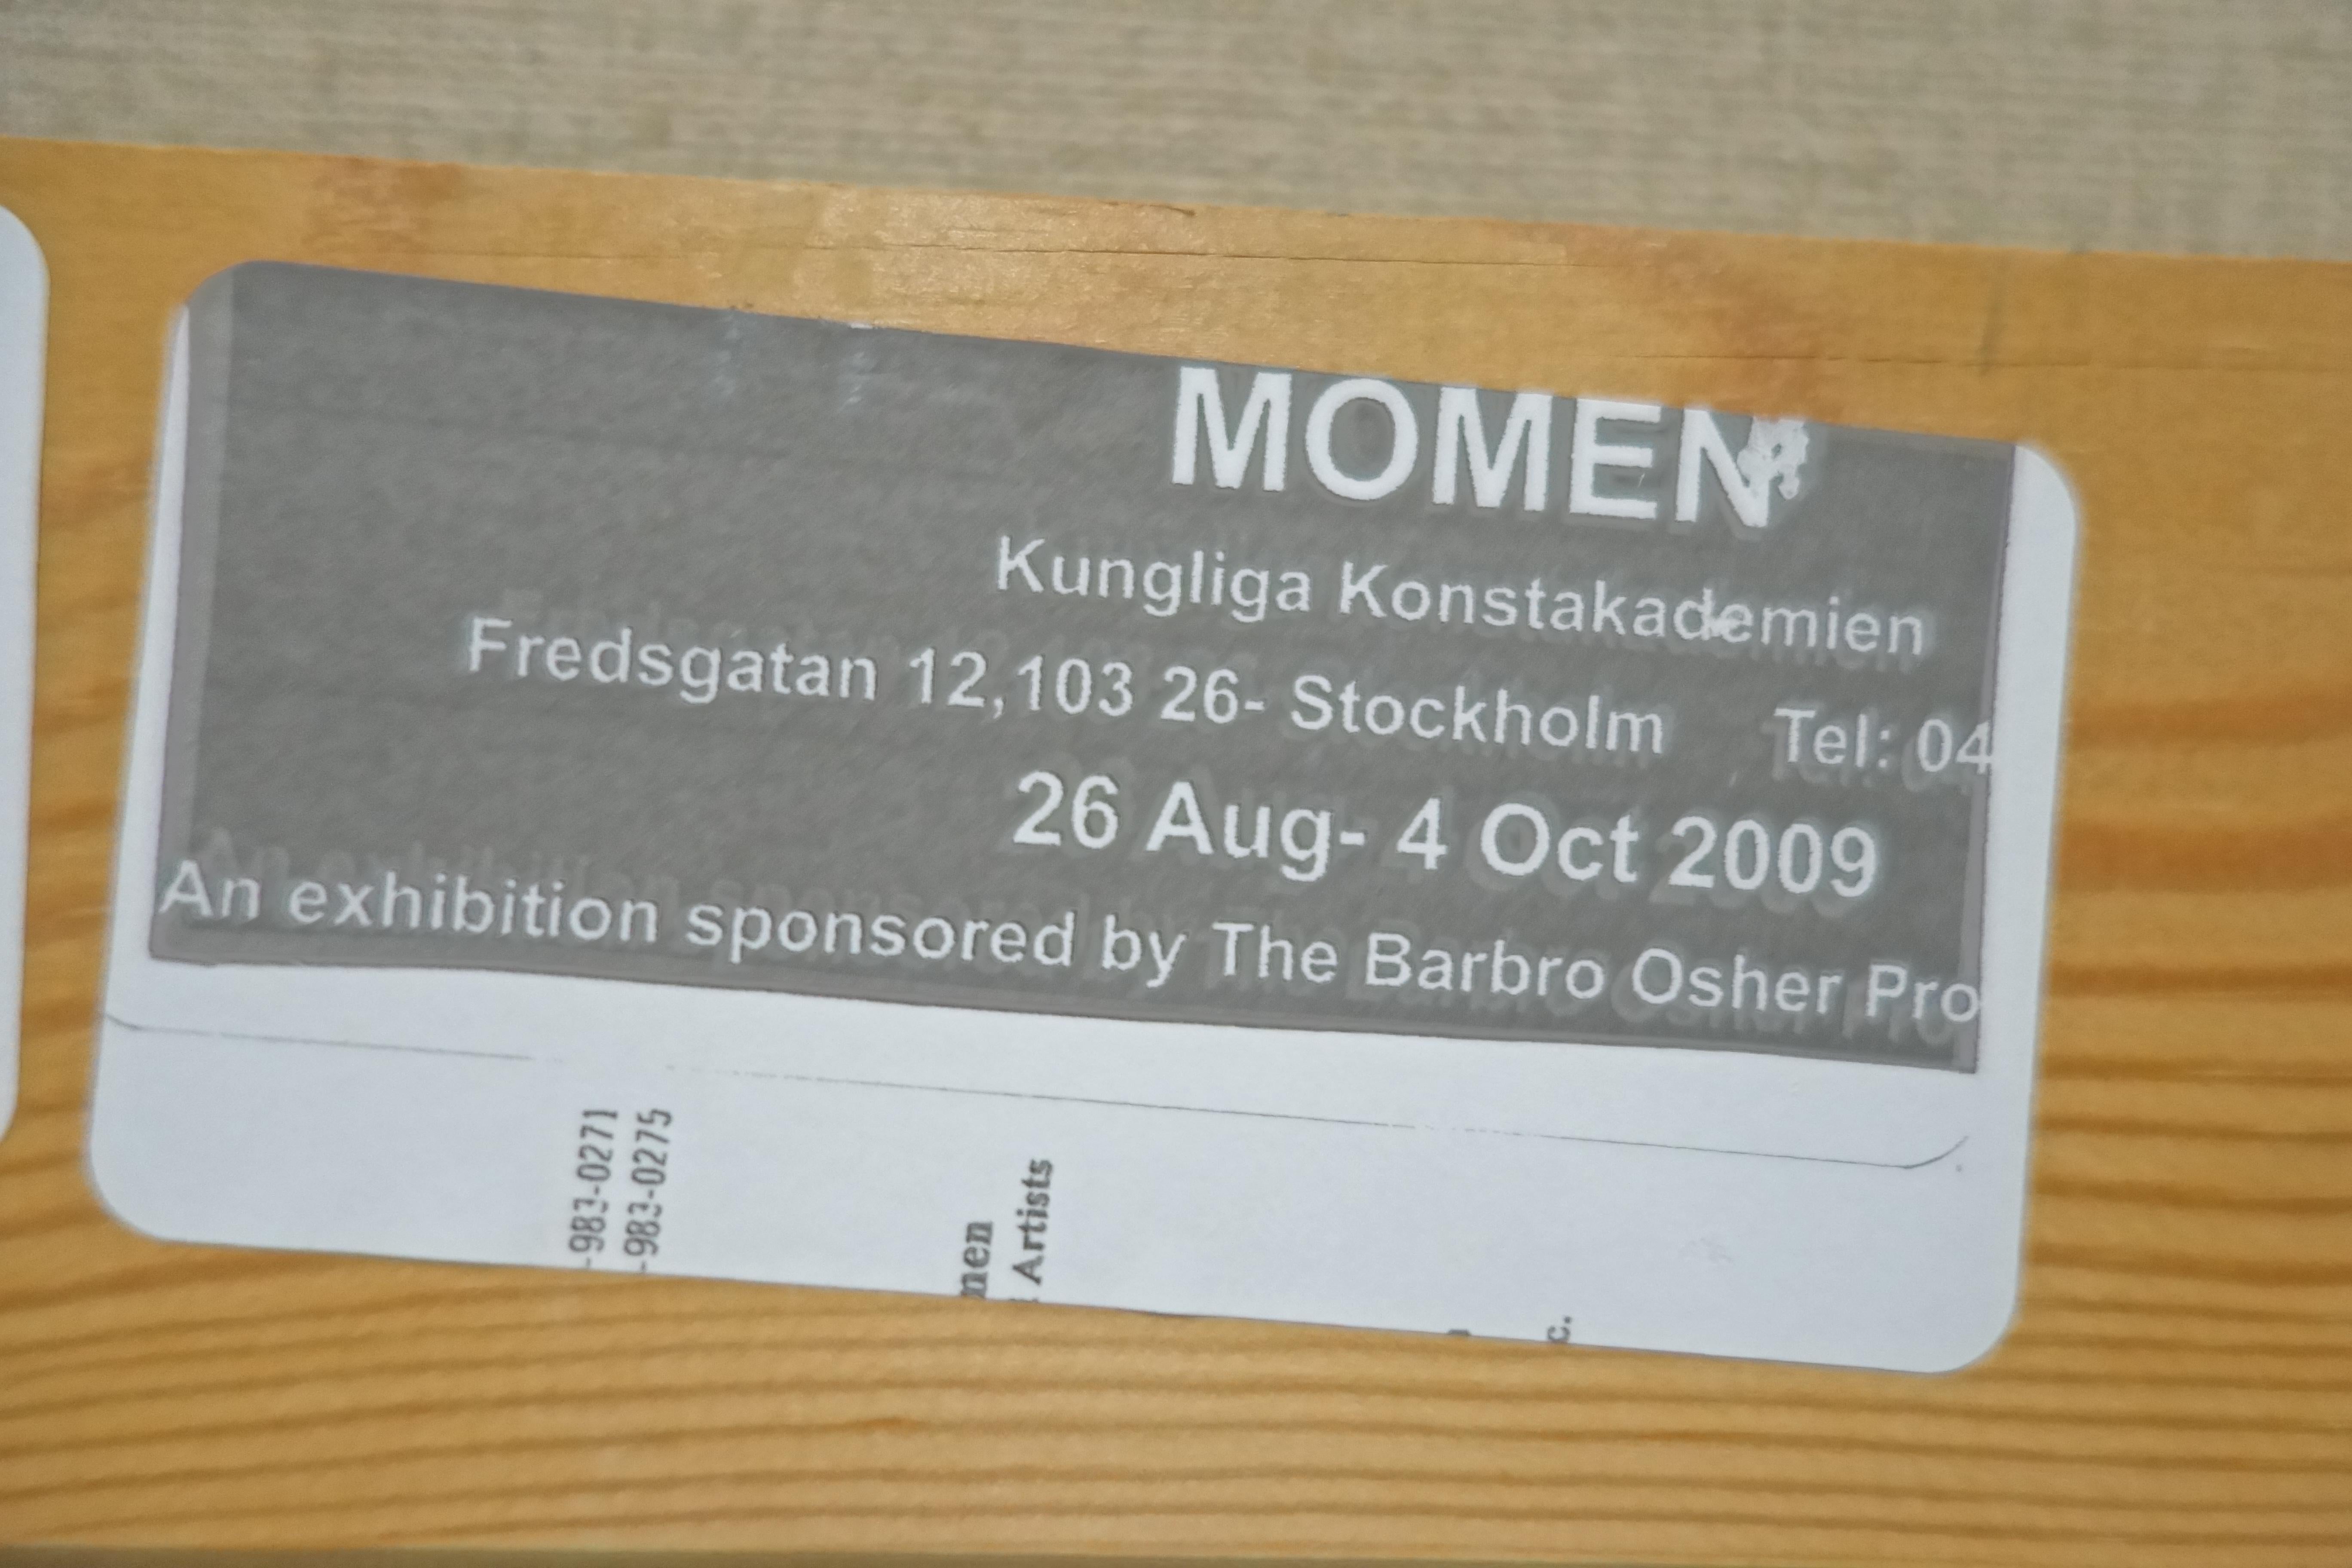 MOMEN
Kungliga Konstakademien
Fredsgatan 12,103 26- Stockholm Tel: 04
26 Aug- 4 Oct 2009
An exhibition sponsored by The Barbro Osher Pro
-983-0271
-983-0275
men
Artists
c.